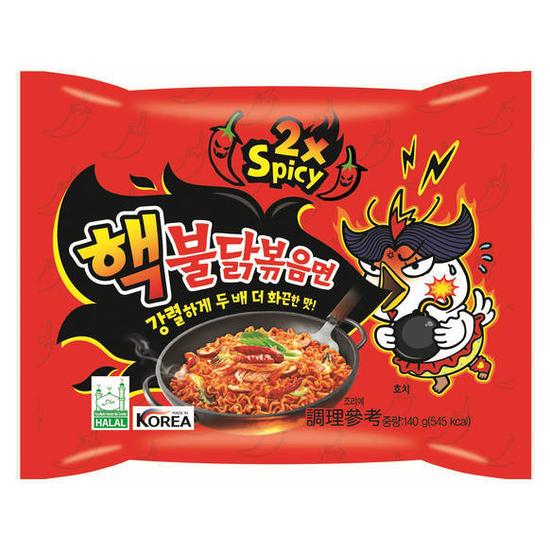 2x
Spicy
핵불닭볶음면
강렬하게 두 배 더 화끈한 맛!
호치
조리예
調理參考 중량:140 g(545 kcal)
HALAL
MADE IN
KOREA